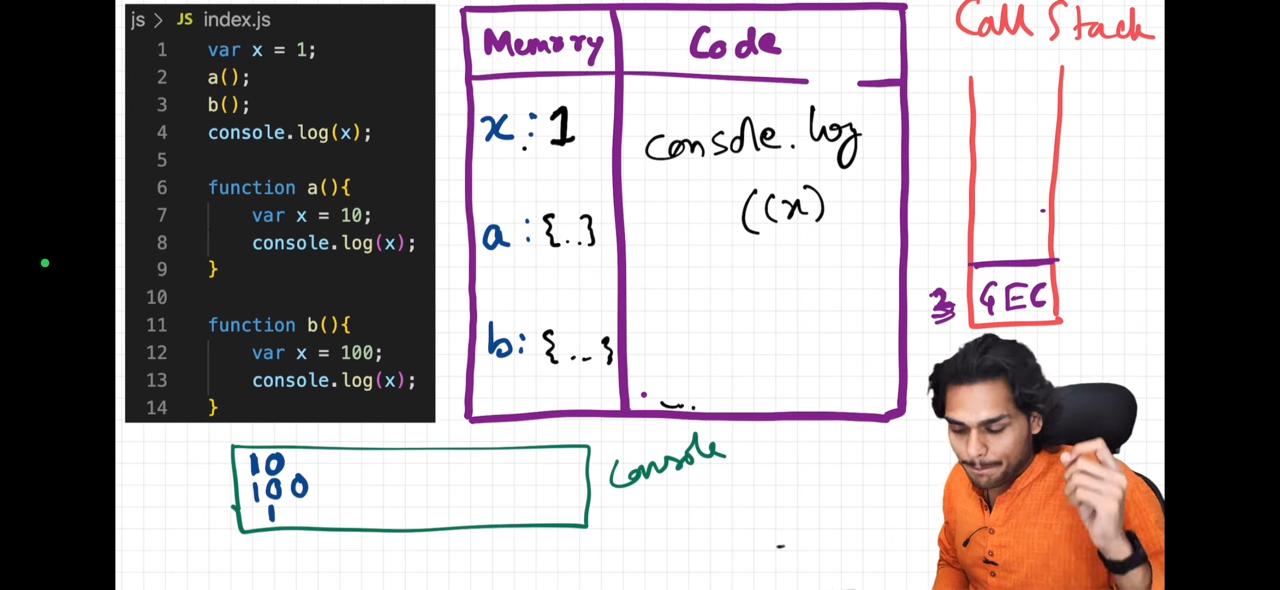 js > JS index.js
1 var x = 1;
2 a();
3 b();
4 console.log(x);
5
6 function a(){
7 var x = 10;
8 console.log(x);
9 }
10
11 function b(){
12 var x = 100;
13 console.log(x);
14 }
Memory Code
x : 1
a : {..}
b: {...}
console.log
((x)
Call Stack
GEC
10
100
1
Console